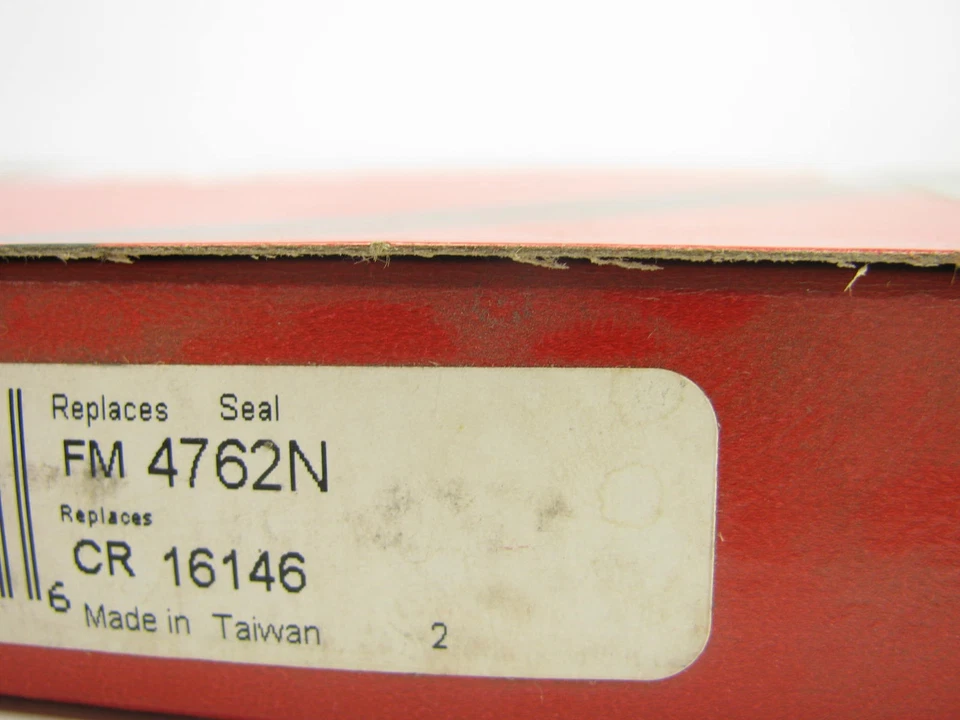 Replaces Seal
FM 4762N
Replaces
CR 16146
6 Made in Taiwan 2